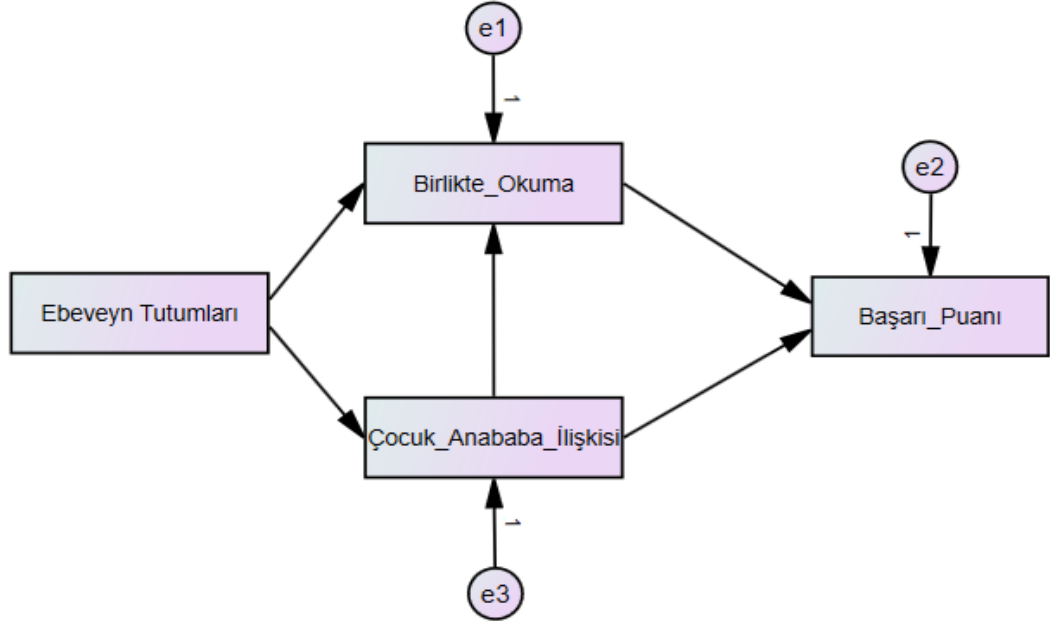 e1
1
Birlikte_Okuma
e2
1
Ebeveyn Tutumları
Başarı_Puanı
Çocuk_Anababa_İlişkisi
1
e3